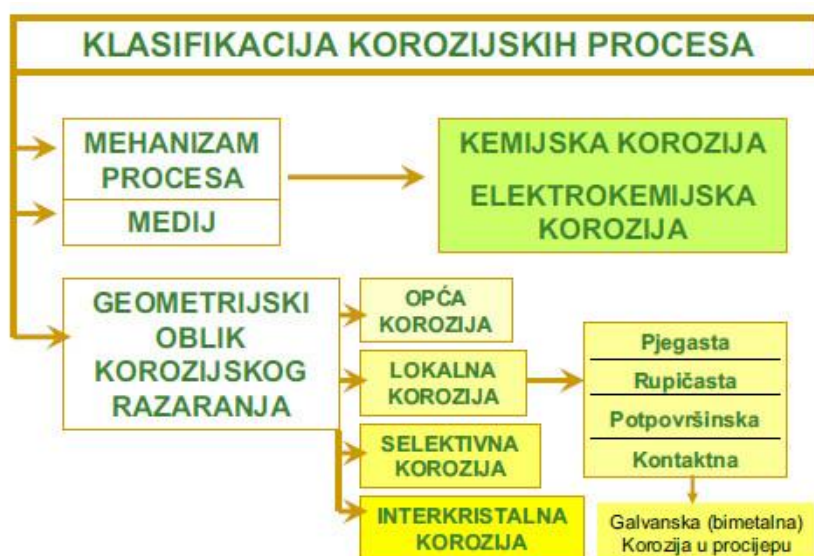 KLASIFIKACIJA KOROZIJSKIH PROCESA
MEHANIZAM
PROCESA
MEDIJ
KEMIJSKA KOROZIJA
ELEKTROKEMIJSKA
KOROZIJA
GEOMETRIJSKI
OBLIK
KOROZIJSKOG
RAZARANJA
OPĆA
KOROZIJA
LOKALNA
KOROZIJA
SELEKTIVNA
KOROZIJA
INTERKRISTALNA
KOROZIJA
Pjegasta
Rupičasta
Potpovršinska
Kontaktna
Galvanska (bimetalna)
Korozija u procijepu